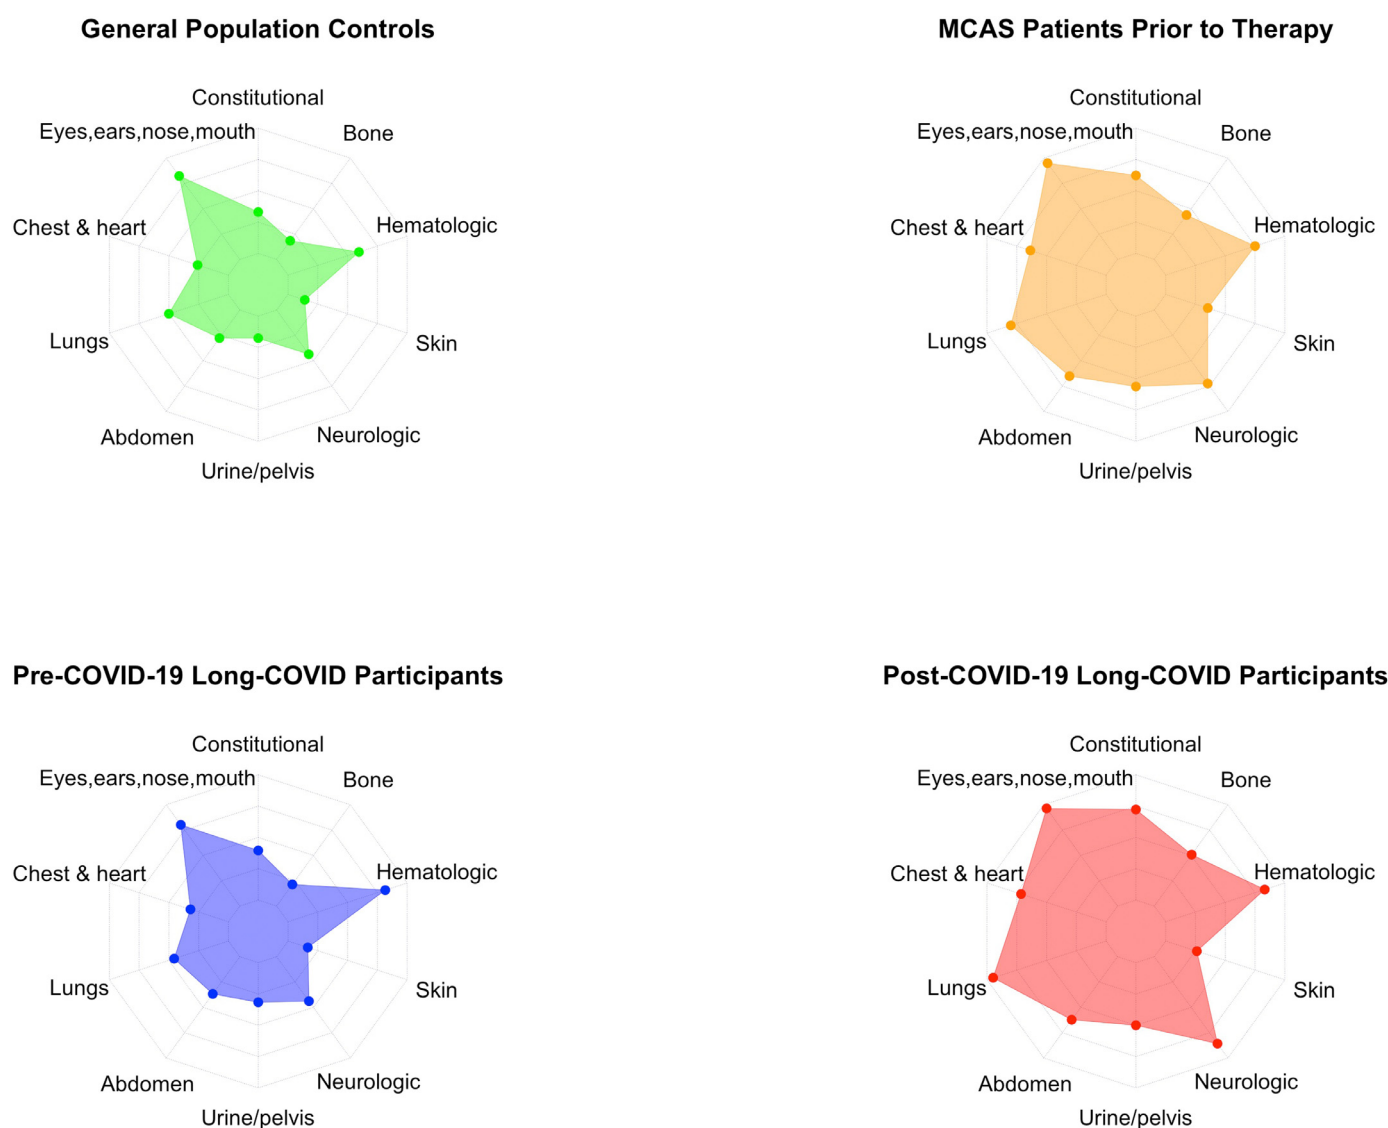 General Population Controls
Constitutional
Eyes,ears,nose,mouth
Bone
Chest & heart
Hematologic
Lungs
Skin
Abdomen
Neurologic
Urine/pelvis
MCAS Patients Prior to Therapy
Constitutional
Eyes,ears,nose,mouth
Bone
Chest & heart
Hematologic
Lungs
Skin
Abdomen
Neurologic
Urine/pelvis
Pre-COVID-19 Long-COVID Participants
Constitutional
Eyes,ears,nose,mouth
Bone
Chest & heart
Hematologic
Lungs
Skin
Abdomen
Neurologic
Urine/pelvis
Post-COVID-19 Long-COVID Participants
Constitutional
Eyes,ears,nose,mouth
Bone
Chest & heart
Hematologic
Lungs
Skin
Abdomen
Neurologic
Urine/pelvis